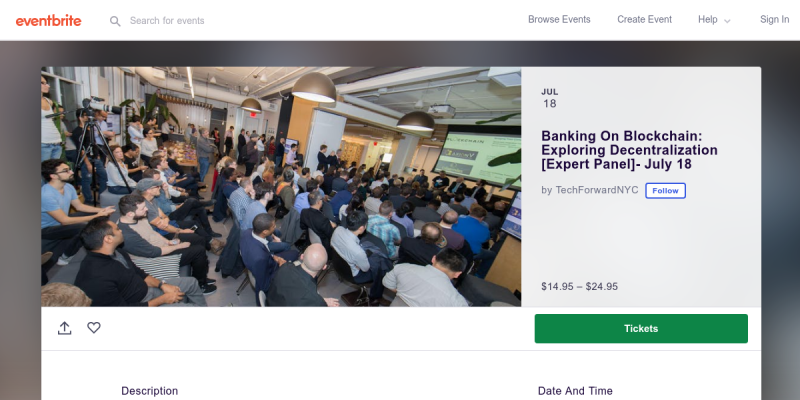 eventbrite
Search for events
Browse Events
Create Event
Help
Sign In
JUL
18
Banking On Blockchain:
Exploring Decentralization
[Expert Panel]- July 18
by TechForwardNYC
Follow
$14.95 – $24.95
Tickets
Description
Date And Time